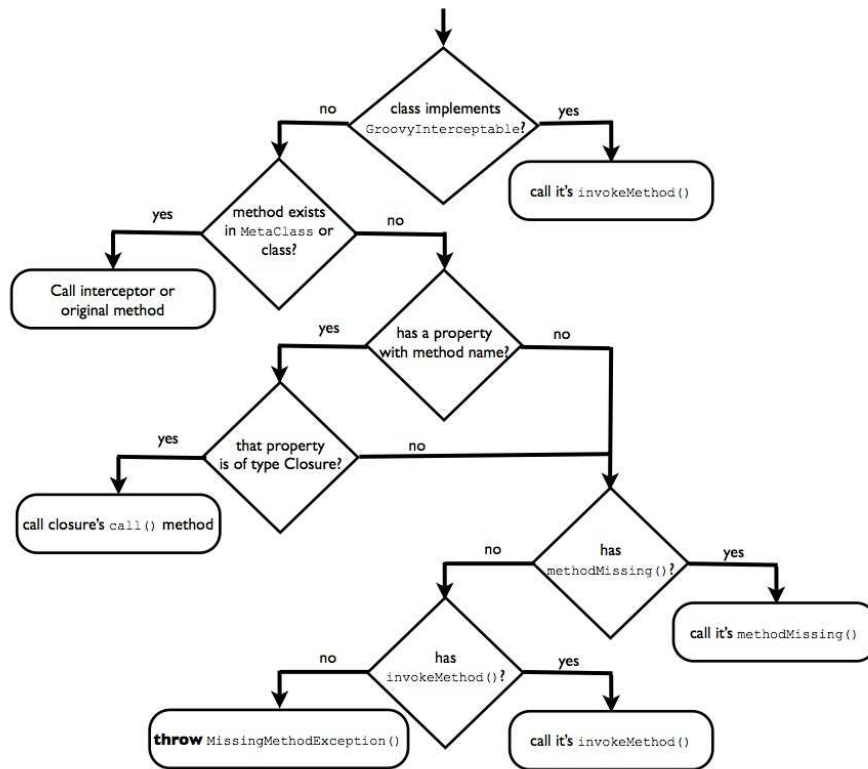 class implements
GroovyInterceptable?
no
yes
call it's invokeMethod()
method exists
in MetaClass or
class?
yes
no
Call interceptor or
original method
has a property
with method name?
yes
no
that property
is of type Closure?
yes
no
call closure's call() method
has
methodMissing()?
no
yes
call it's methodMissing()
has
invokeMethod()?
no
yes
throw MissingMethodException()
call it's invokeMethod()